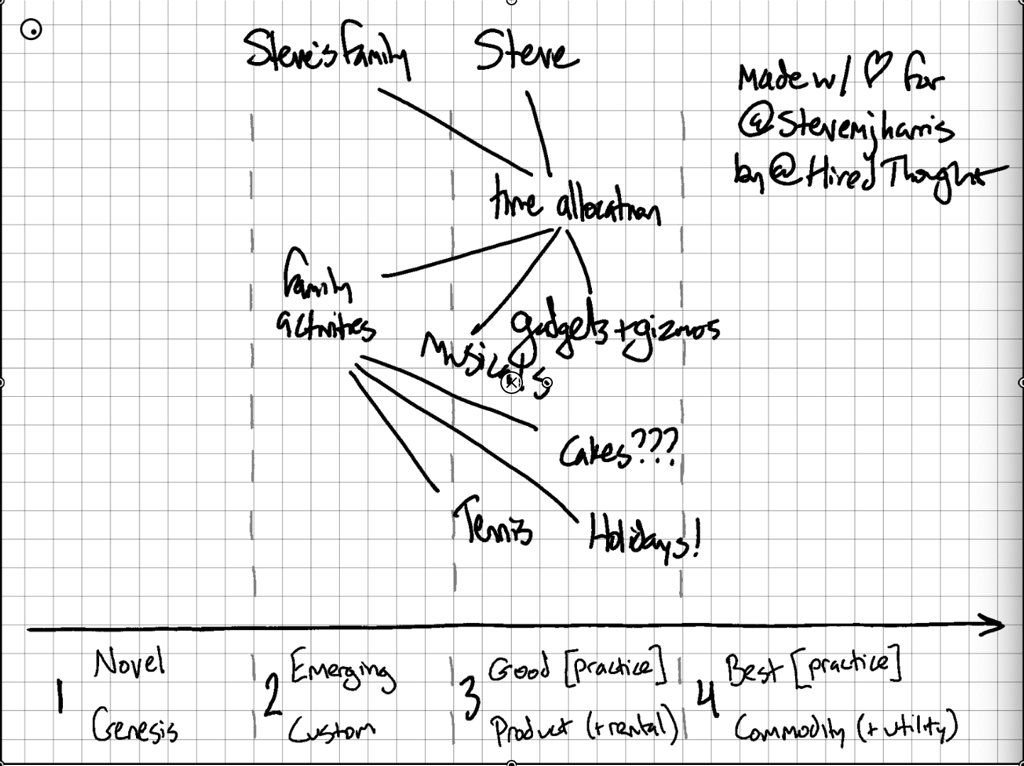 Steve's Family
Steve
Made w/ ♡ for
@Stevemjharris
by @HiredThought
time allocation
Family
activities
Musicals
gadgets + gizmos
Cakes???
Tennis
Holidays!
1
Novel
Genesis
2
Emerging
Custom
3
Good [practice]
Product (+rental)
4
Best [practice]
Commodity (+utility)